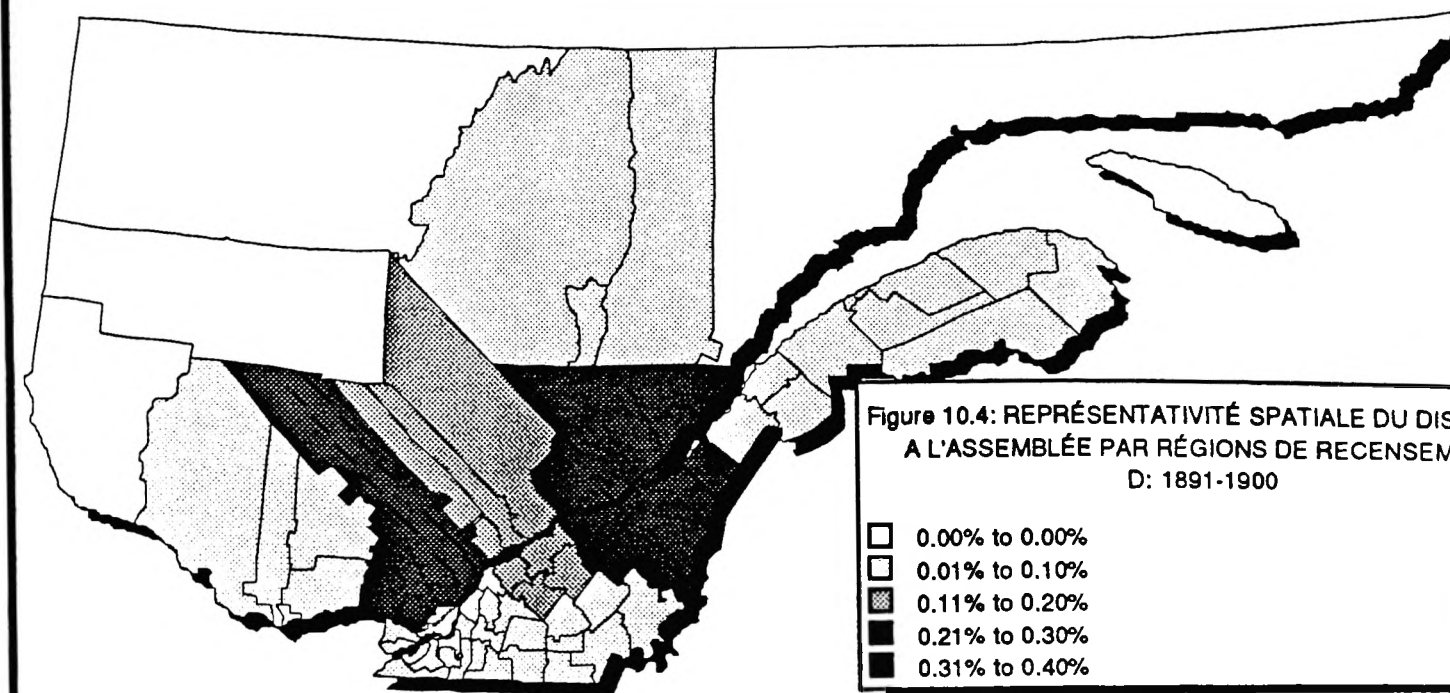 Figure 10.4: REPRÉSENTATIVITÉ SPATIALE DU DIS
A L'ASSEMBLÉE PAR RÉGIONS DE RECENSEM
D: 1891-1900
0.00% to 0.00%
0.01% to 0.10%
0.11% to 0.20%
0.21% to 0.30%
0.31% to 0.40%